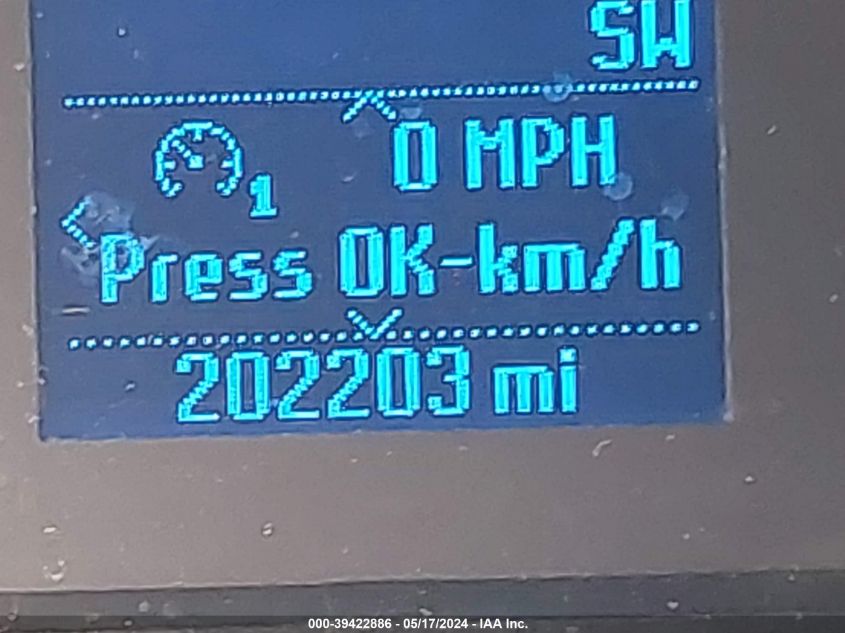 SW
0 MPH
1
Press OK-km/h
202203 mi
000-39422886 - 05/17/2024 - IAA Inc.